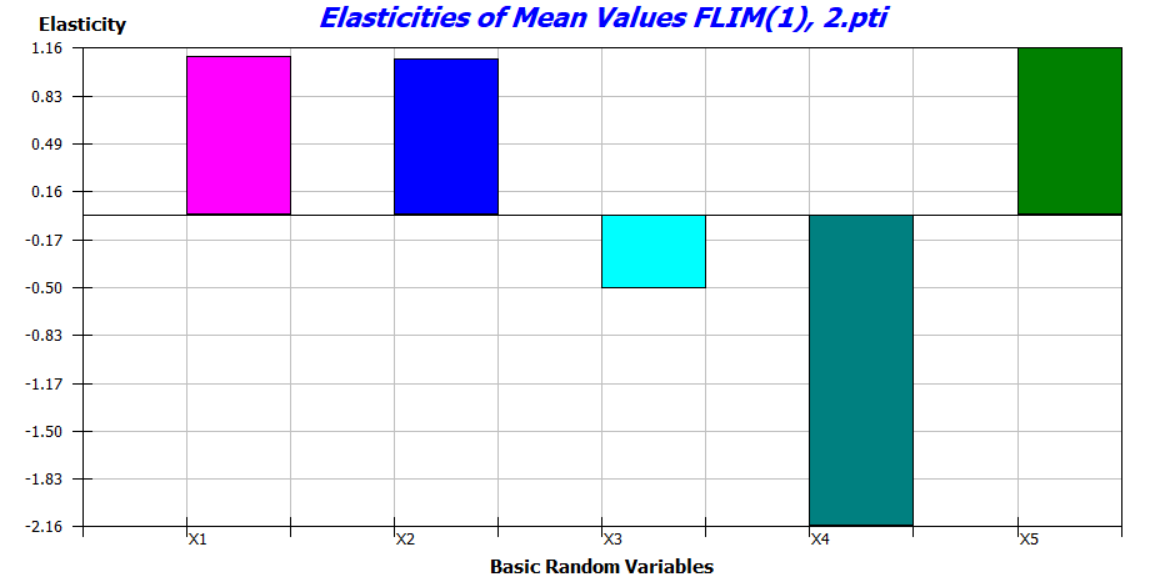 Elasticities of Mean Values FLIM(1), 2.pti
Elasticity
1.16
0.83
0.49
0.16
-0.17
-0.50
-0.83
-1.17
-1.50
-1.83
-2.16
X1 X2 X3 X4 X5
Basic Random Variables